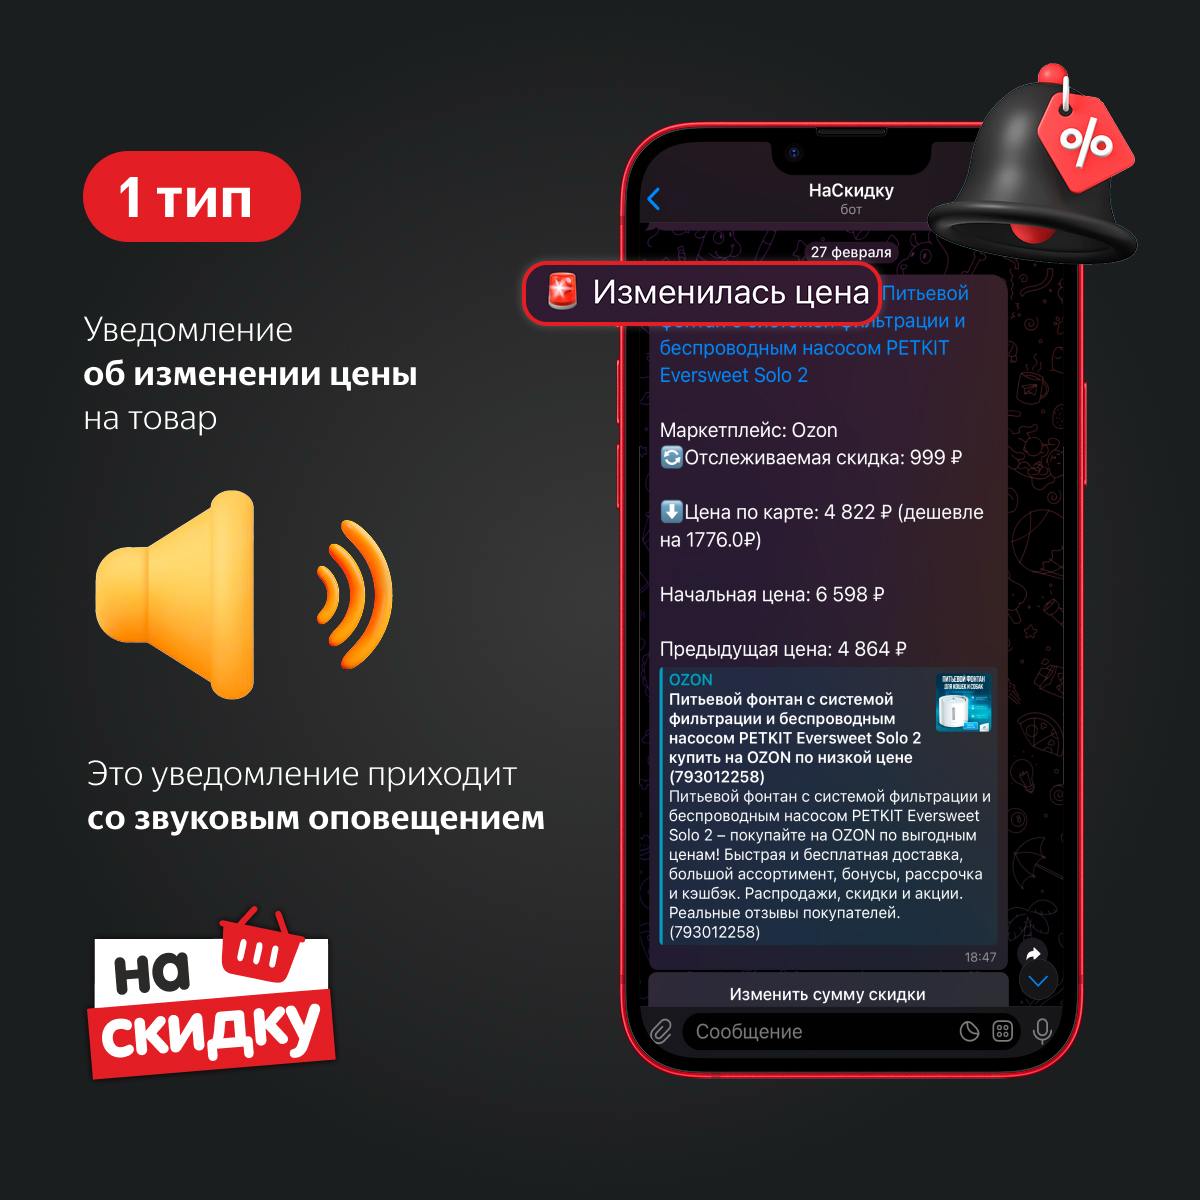 1 тип
Уведомление
об изменении цены
на товар
Это уведомление приходит
со звуковым оповещением
на
скидку
%
НаСкидку
бот
27 февраля
Изменилась цена Питьевой
фонтан с системой фильтрации и
беспроводным насосом PETKIT
Eversweet Solo 2
Маркетплейс: Ozon
Отслеживаемая скидка: 999 ₽
Цена по карте: 4 822 ₽ (дешевле
на 1776.0₽)
Начальная цена: 6 598 ₽
Предыдущая цена: 4 864 ₽
OZON
Питьевой фонтан с системой
фильтрации и беспроводным
насосом PETKIT Eversweet Solo 2
купить на OZON по низкой цене
(793012258)
ПИТЬЕВОЙ ФОНТАН
ДЛЯ КОШЕК И СОБАК
Питьевой фонтан с системой фильтрации и
беспроводным насосом PETKIT Eversweet
Solo 2 – покупайте на OZON по выгодным
ценам! Быстрая и бесплатная доставка,
большой ассортимент, бонусы, рассрочка
и кэшбэк. Распродажи, скидки и акции.
Реальные отзывы покупателей.
(793012258)
18:47
Изменить сумму скидки
Сообщение